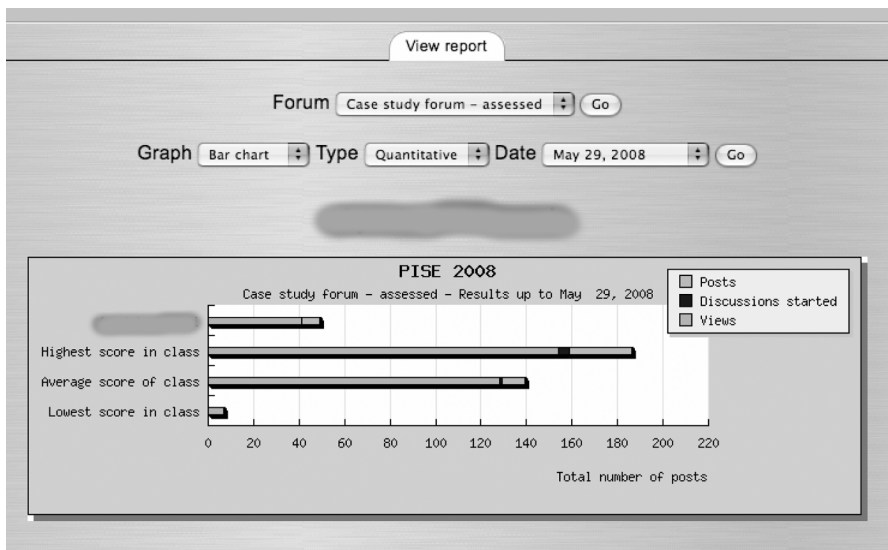 View report
Forum Case study forum - assessed Go
Graph Bar chart Type Quantitative Date May 29, 2008 Go
PISE 2008
Case study forum - assessed - Results up to May 29, 2008
Posts
Discussions started
Views
Highest score in class
Average score of class
Lowest score in class
0 20 40 60 80 100 120 140 160 180 200 220
Total number of posts